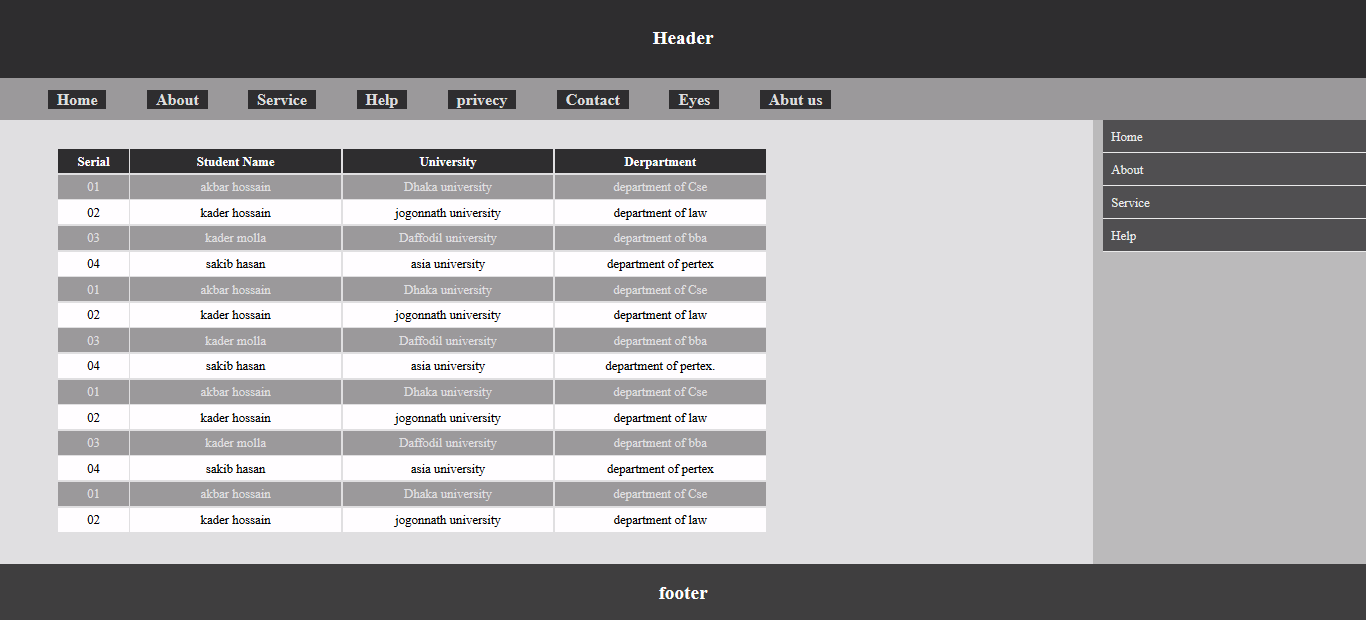 Header
Home About Service Help privecy Contact Eyes Abut us
Serial Student Name University Derpartment
01 akbar hossain Dhaka university department of Cse
02 kader hossain jogonnath university department of law
03 kader molla Daffodil university department of bba
04 sakib hasan asia university department of pertex
01 akbar hossain Dhaka university department of Cse
02 kader hossain jogonnath university department of law
03 kader molla Daffodil university department of bba
04 sakib hasan asia university department of pertex.
01 akbar hossain Dhaka university department of Cse
02 kader hossain jogonnath university department of law
03 kader molla Daffodil university department of bba
04 sakib hasan asia university department of pertex
01 akbar hossain Dhaka university department of Cse
02 kader hossain jogonnath university department of law
Home
About
Service
Help
footer